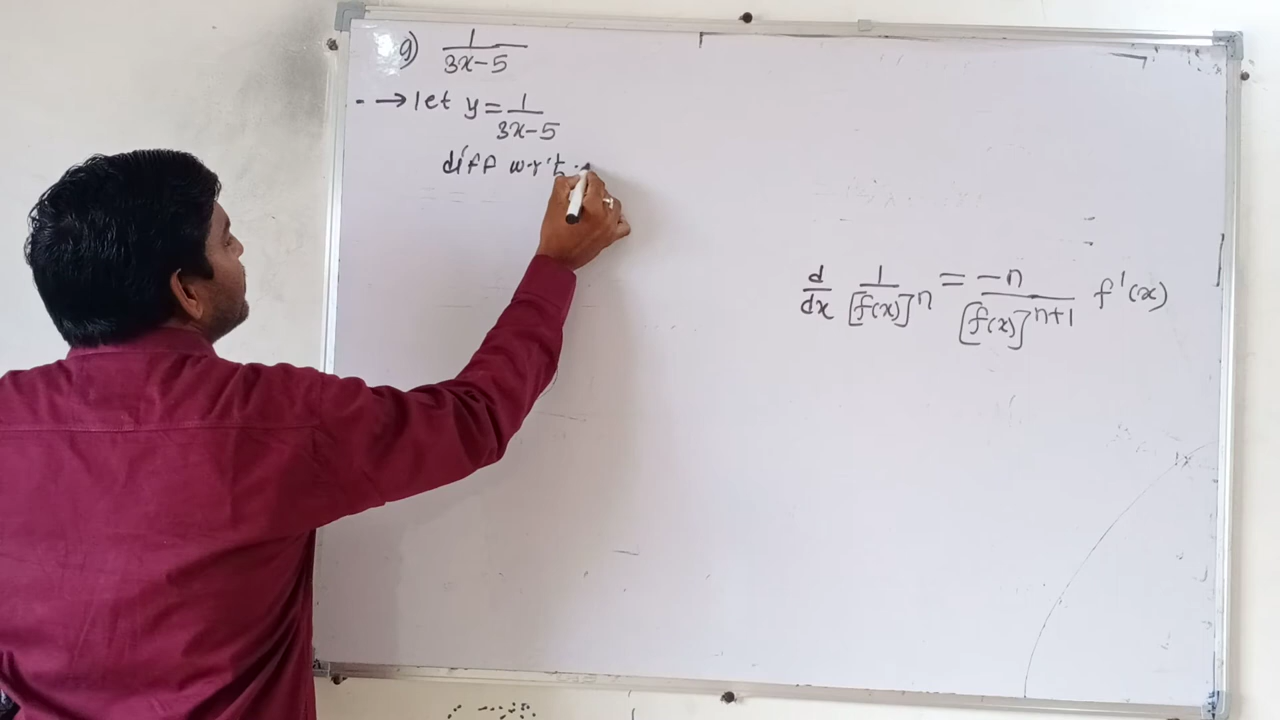 9) 1/3x-5
→ let y = 1/3x-5
diff w.r.t.
d/dx 1/[f(x)]^n = -n/[f(x)]^n+1 f'(x)